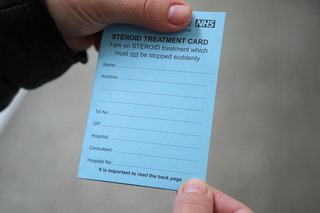 NHS
STEROID TREATMENT CARD
I am on STEROID treatment which
must not be stopped suddenly
Name:
Address:
Tel No:
GP:
Hospital:
Consultant:
Hospital No:
It is important to read the back page